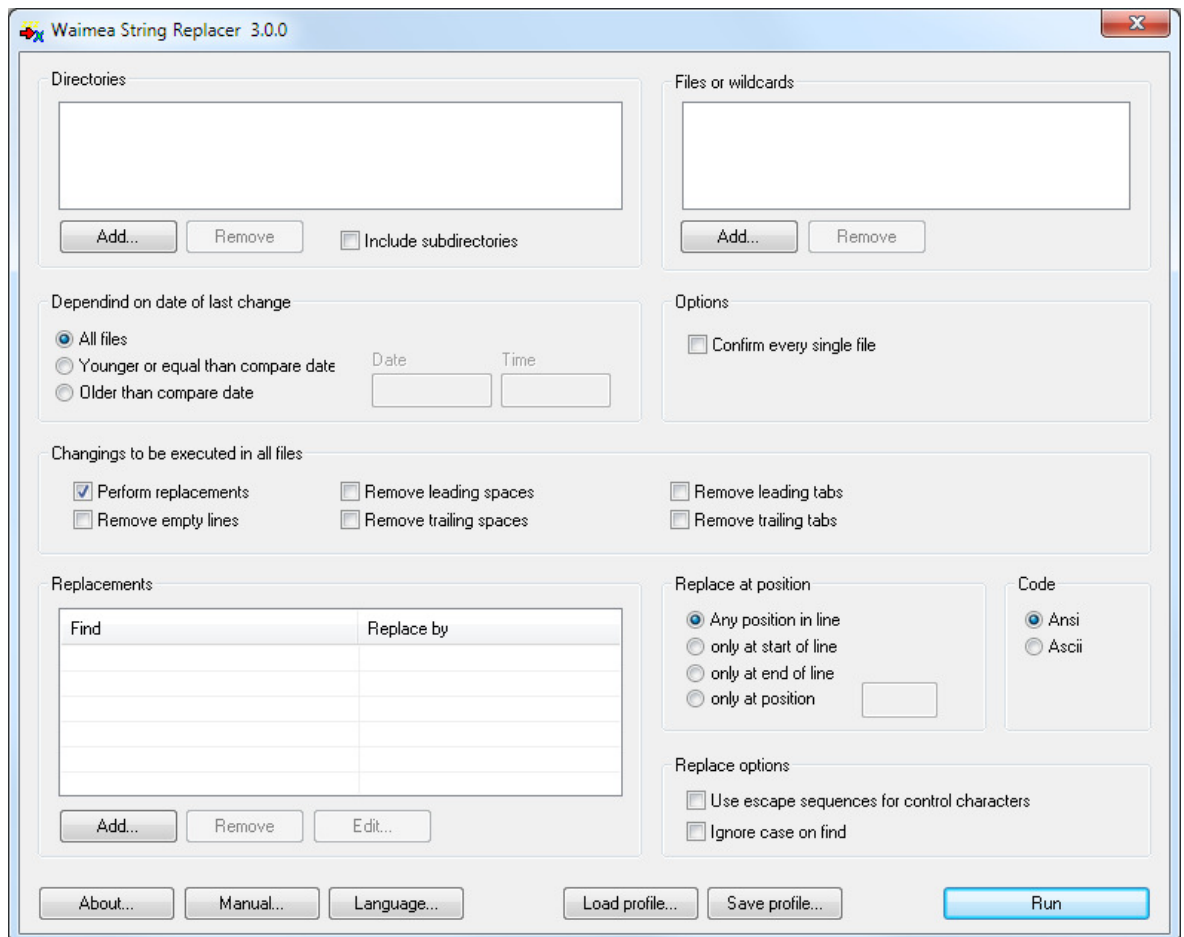 Waimea String Replacer 3.0.0
Directories
Files or wildcards
Add... Remove Include subdirectories
Add... Remove
Dependind on date of last change
Options
All files
Younger or equal than compare date
Older than compare date
Date Time
Confirm every single file
Changings to be executed in all files
Perform replacements Remove leading spaces Remove leading tabs
Remove empty lines Remove trailing spaces Remove trailing tabs
Replacements
Find Replace by
Add... Remove Edit...
Replace at position
Any position in line
only at start of line
only at end of line
only at position
Code
Ansi
Ascii
Replace options
Use escape sequences for control characters
Ignore case on find
About... Manual... Language... Load profile... Save profile... Run